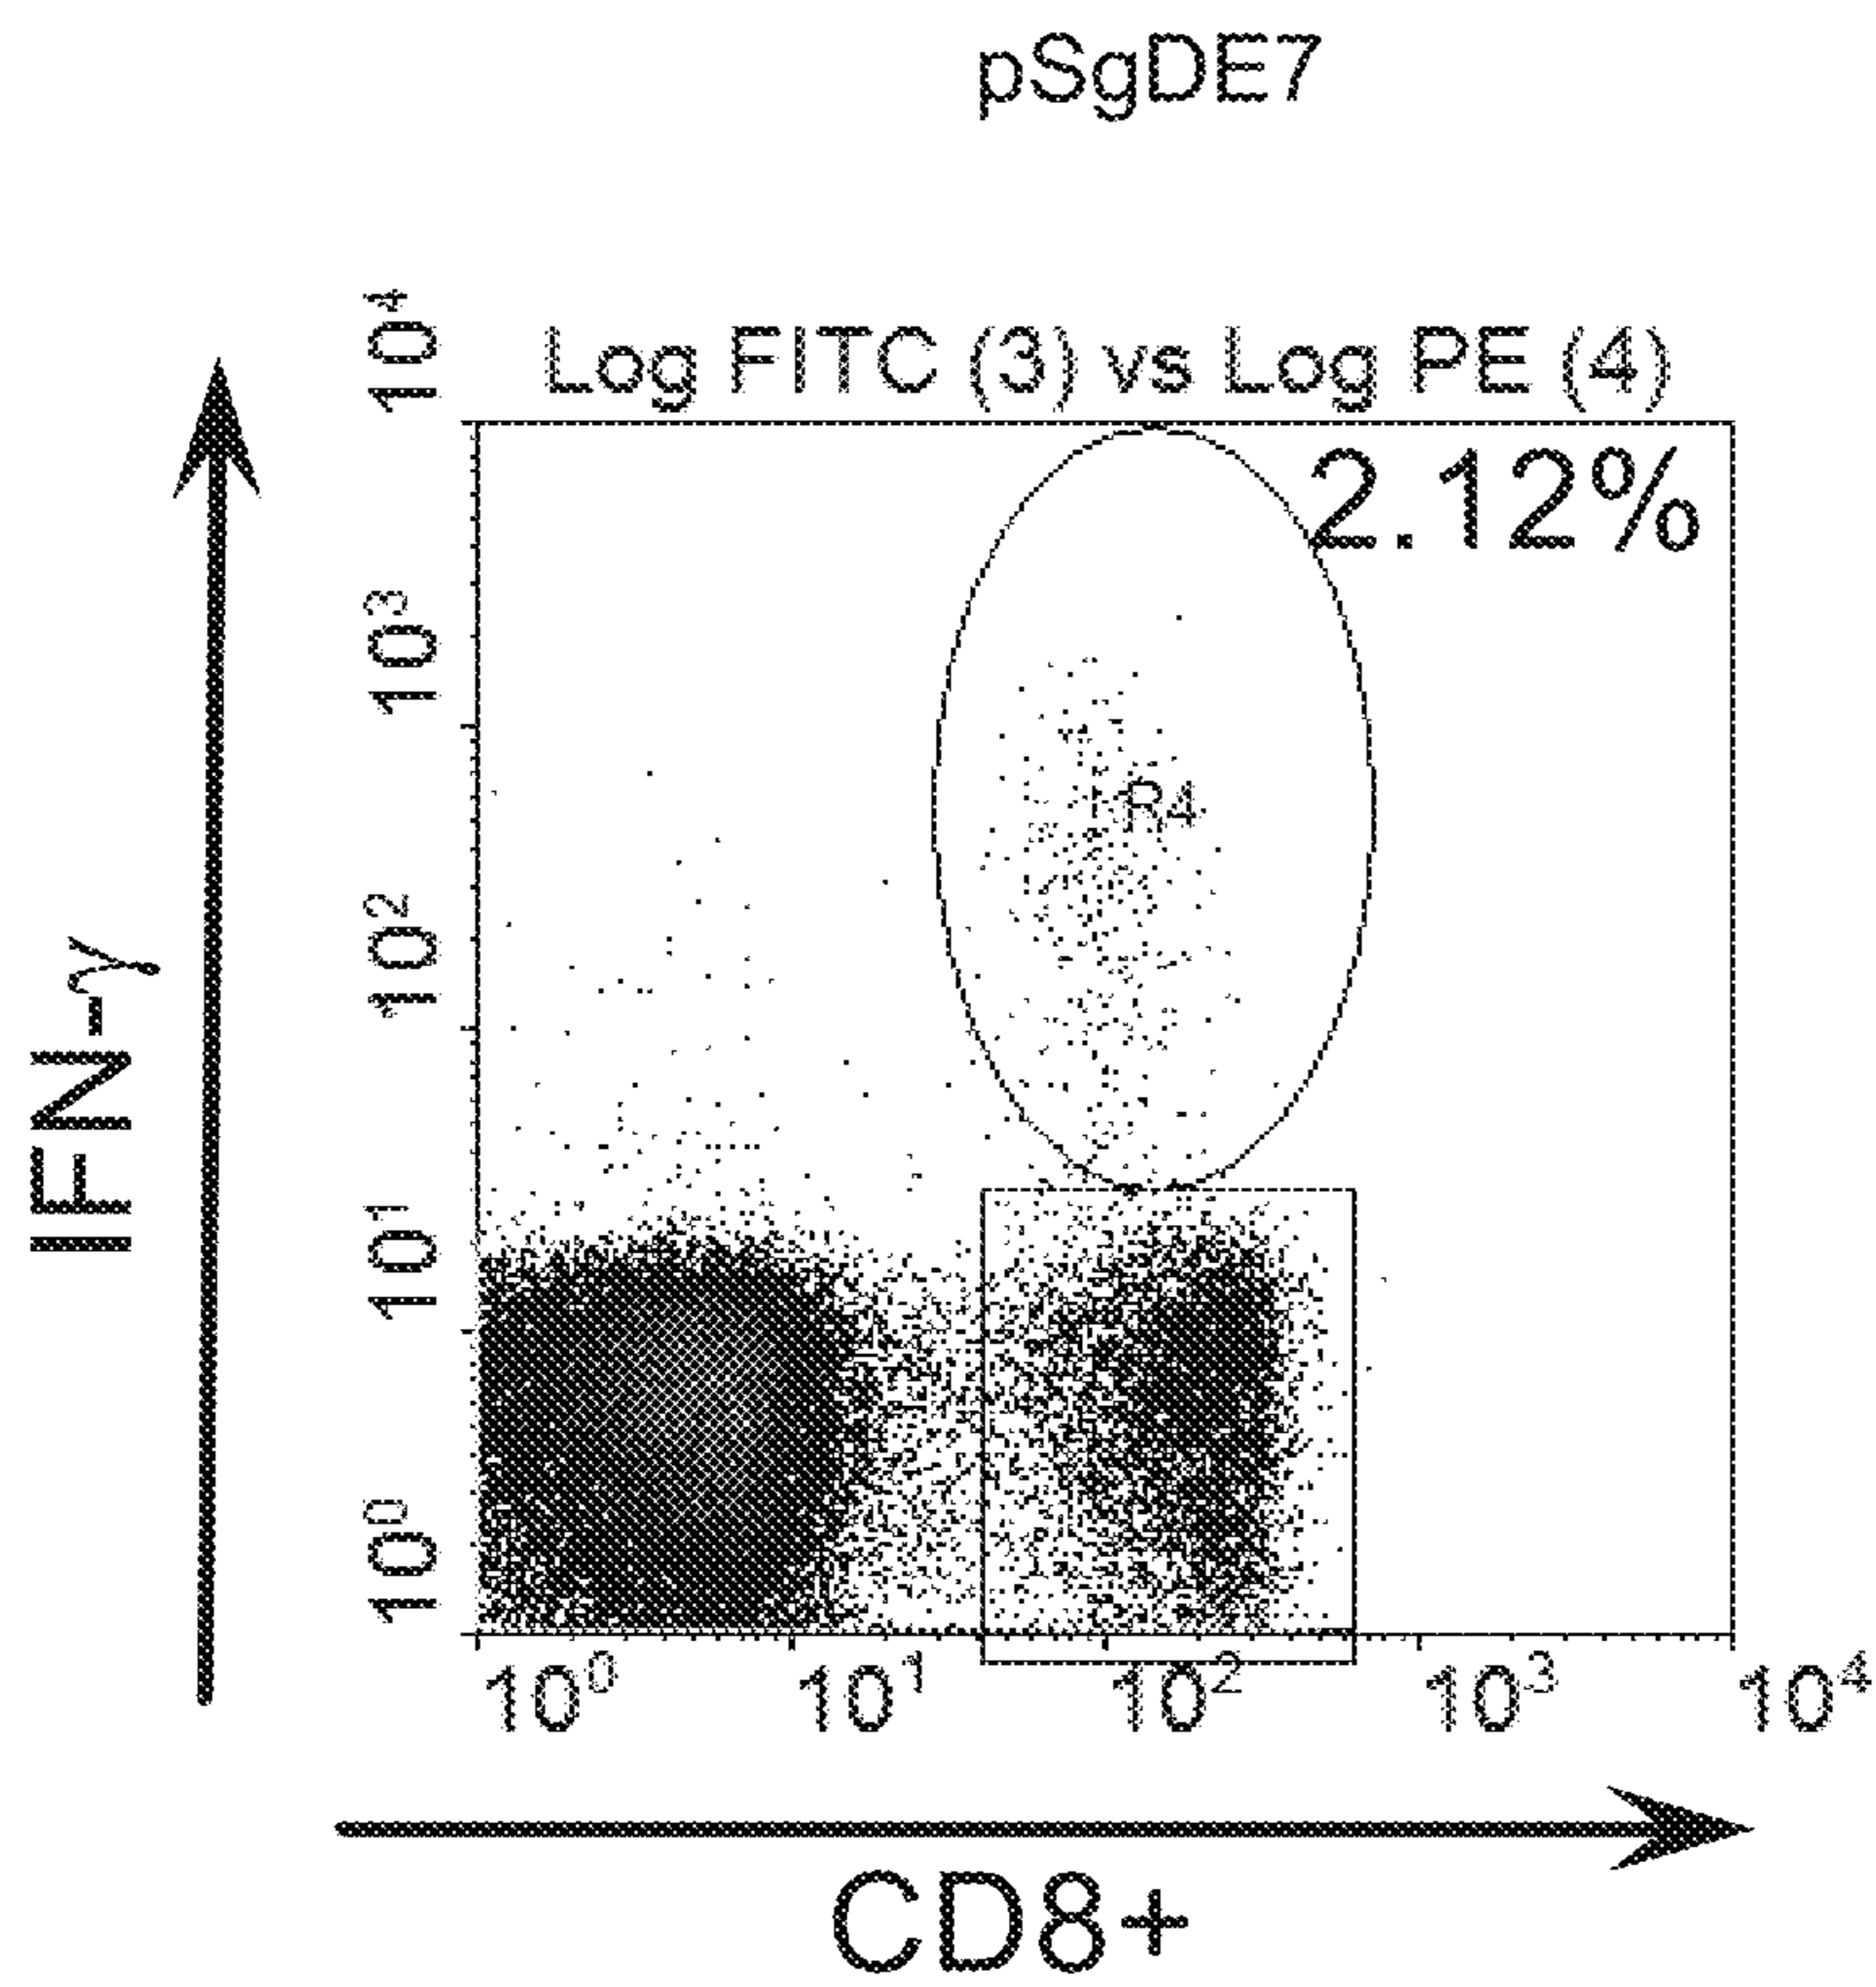 pSgDE7
Log FITC (3) vs Log PE (4)
2.12%
R4
IFN-γ
10⁴
10³
10²
10¹
10⁰
10⁰ 10¹ 10² 10³ 10⁴
CD8+